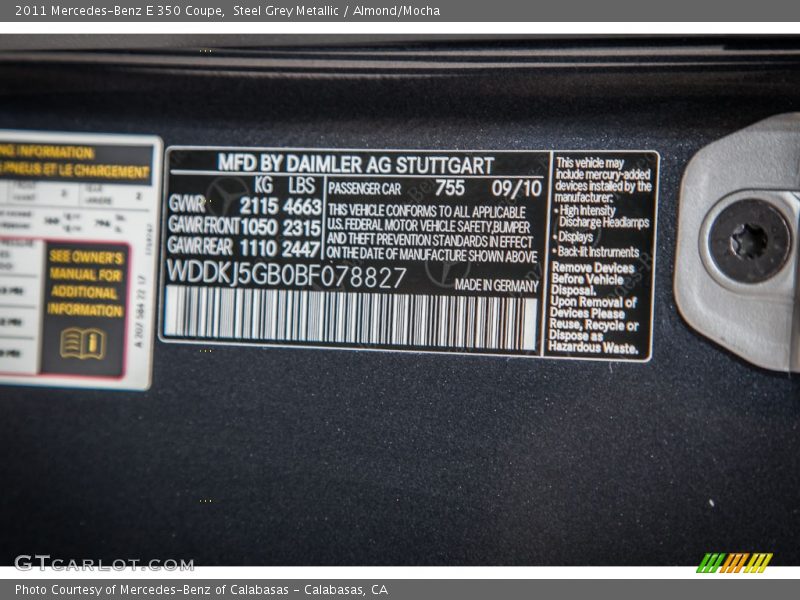 2011 Mercedes-Benz E 350 Coupe, Steel Grey Metallic / Almond/Mocha
NG INFORMATION
PNEUS ET LE CHARGEMENT
SEE OWNER'S
MANUAL FOR
ADDITIONAL
INFORMATION
A 207 584 22 12
MFD BY DAIMLER AG STUTTGART
KG LBS
GVWR 2115 4663
GAWR FRONT 1050 2315
GAWR REAR 1110 2447
PASSENGER CAR 755 09/10
THIS VEHICLE CONFORMS TO ALL APPLICABLE
U.S. FEDERAL MOTOR VEHICLE SAFETY,BUMPER
AND THEFT PREVENTION STANDARDS IN EFFECT
ON THE DATE OF MANUFACTURE SHOWN ABOVE
WDDKJ5GB0BF078827
MADE IN GERMANY
This vehicle may
include mercury-added
devices installed by the
manufacturer:
• High Intensity
Discharge Headlamps
• Displays
• Back-lit Instruments
Remove Devices
Before Vehicle
Disposal.
Upon Removal of
Devices Please
Reuse, Recycle or
Dispose as
Hazardous Waste.
GTCARLOT.COM
Photo Courtesy of Mercedes-Benz of Calabasas - Calabasas, CA